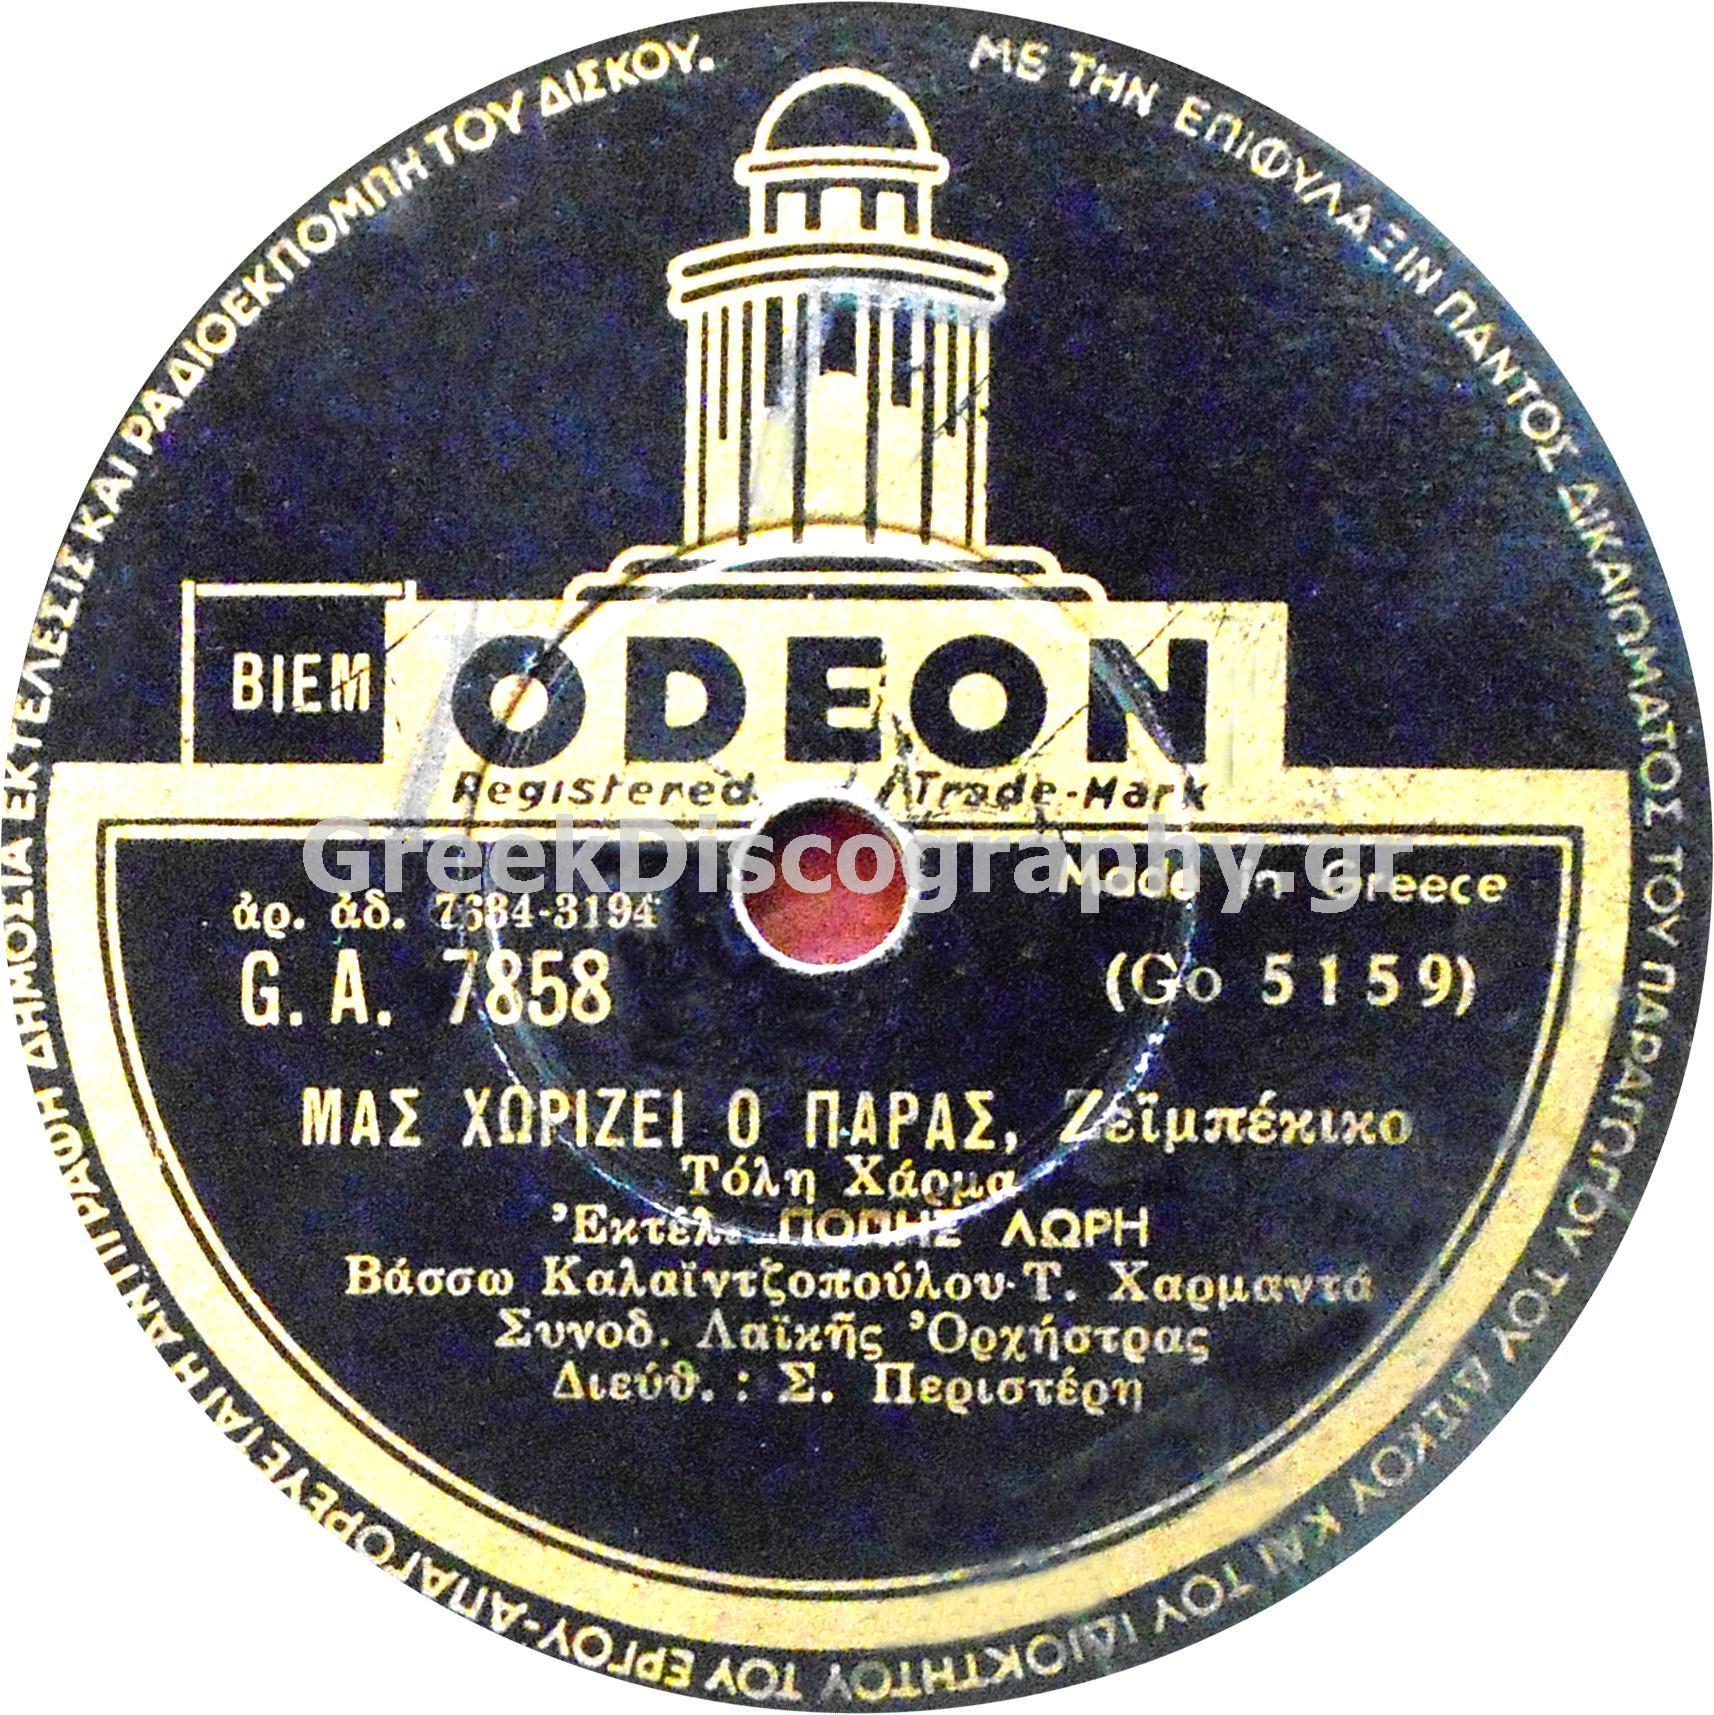 ΜΕ ΤΗΝ ΕΠΙΦΥΛΑΞΙΝ ΠΑΝΤΟΣ ΔΙΚΑΙΩΜΑΤΟΣ ΤΟΥ ΠΑΡΑΓΩΓΟΥ ΤΟΥ ΔΙΣΚΟΥ ΚΑΙ ΤΟΥ ΙΔΙΟΚΤΗΤΟΥ ΤΟΥ ΕΡΓΟΥ-ΑΠΑΓΟΡΕΥΕΤΑΙ Η ΑΝΤΙΓΡΑΦΗ ΔΗΜΟΣΙΑ ΕΚΤΕΛΕΣΙΣ ΚΑΙ ΡΑΔΙΟΕΚΠΟΜΠΗ ΤΟΥ ΔΙΣΚΟΥ.
BIEM
ODEON
Registered Trade-Mark
GreekDiscography.gr
Made in Greece
ἀρ. ἀδ. 7684-3194
G.A. 7858
(Go 5159)
ΜΑΣ ΧΩΡΙΖΕΙ Ο ΠΑΡΑΣ, Ζεϊμπέκικο
Τόλη Χάρμα
Ἐκτέλ. ΠΟΠΗΣ ΛΩΡΗ
Βάσσω Καλαϊντζοπούλου-Τ. Χαρμαντά
Συνοδ. Λαϊκῆς Ὀρχήστρας
Διεύθ. : Σ. Περιστέρη